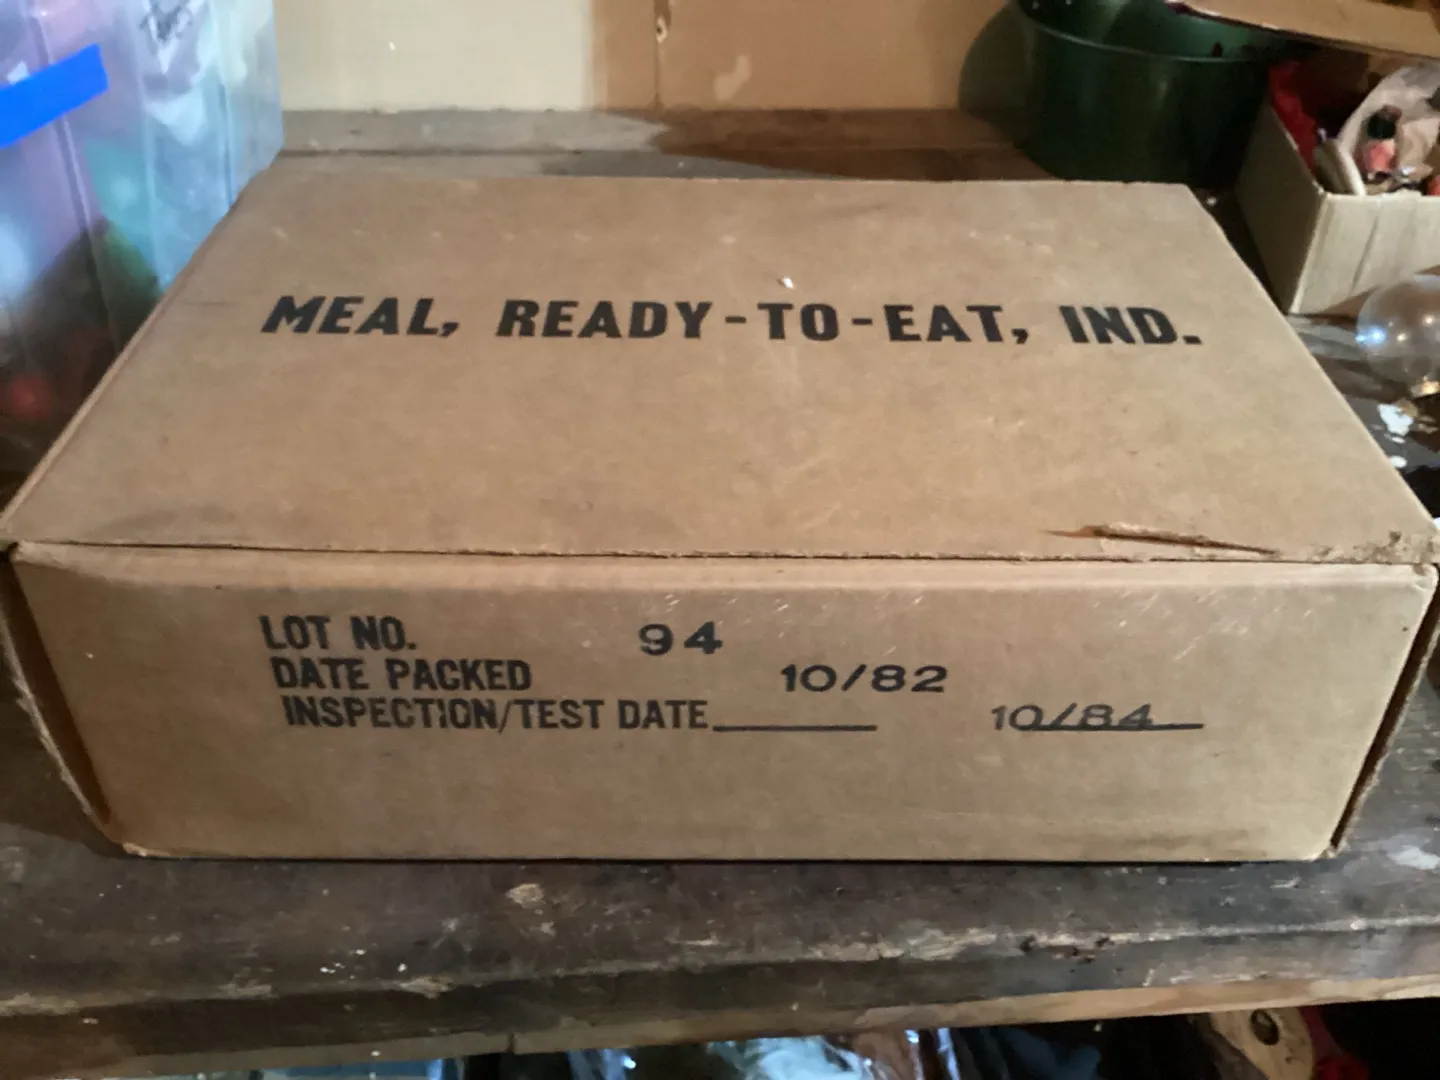 MEAL, READY-TO-EAT, IND.
LOT NO. 94
DATE PACKED 10/82
INSPECTION/TEST DATE 10/84